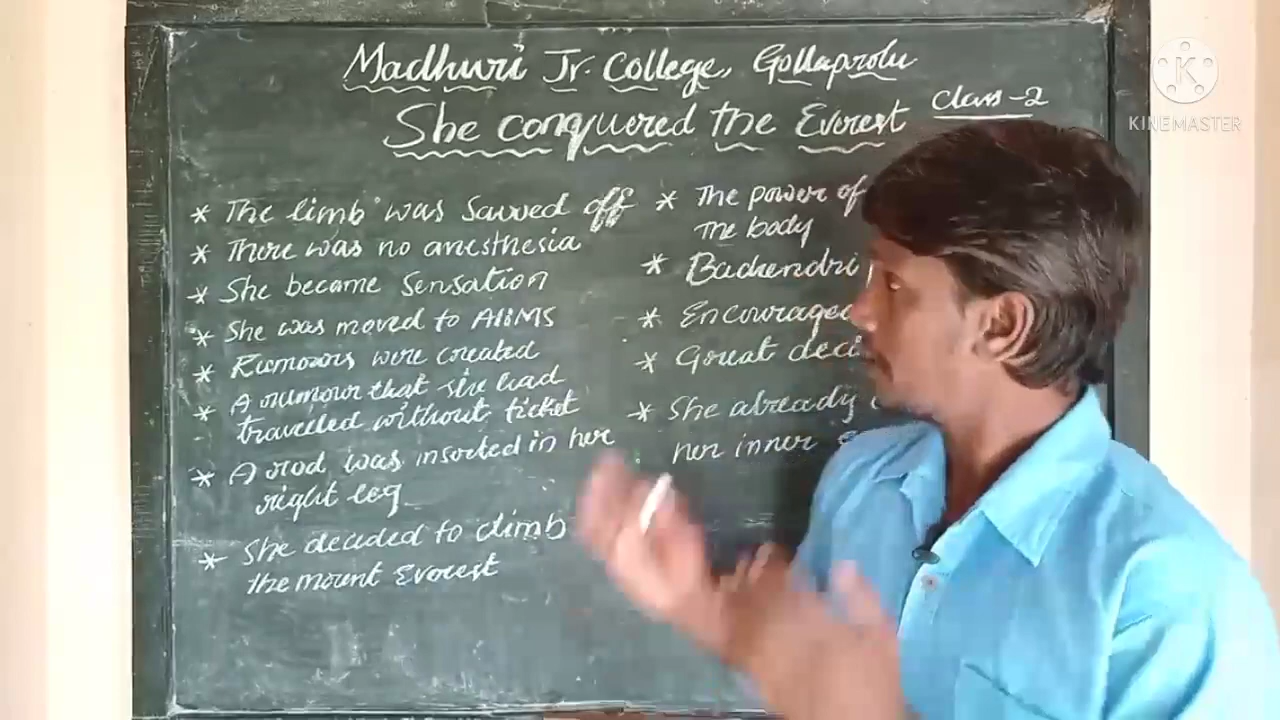 Madhuri Jr. College, Gollaprolu
She conquered the Everest
Class-2
* The limb was Sawed off
* There was no anesthesia
* She became Sensation
* She was moved to AIIMS
* Rumours were created
* A rumour that she had
traveled without ticket
* A rod was inserted in her
right leg
* She decided to climb
the mount Everest
* The power of
the body
* Bachendri
* Encouraged
* Great deci
* She already
her inner
KINEMASTER